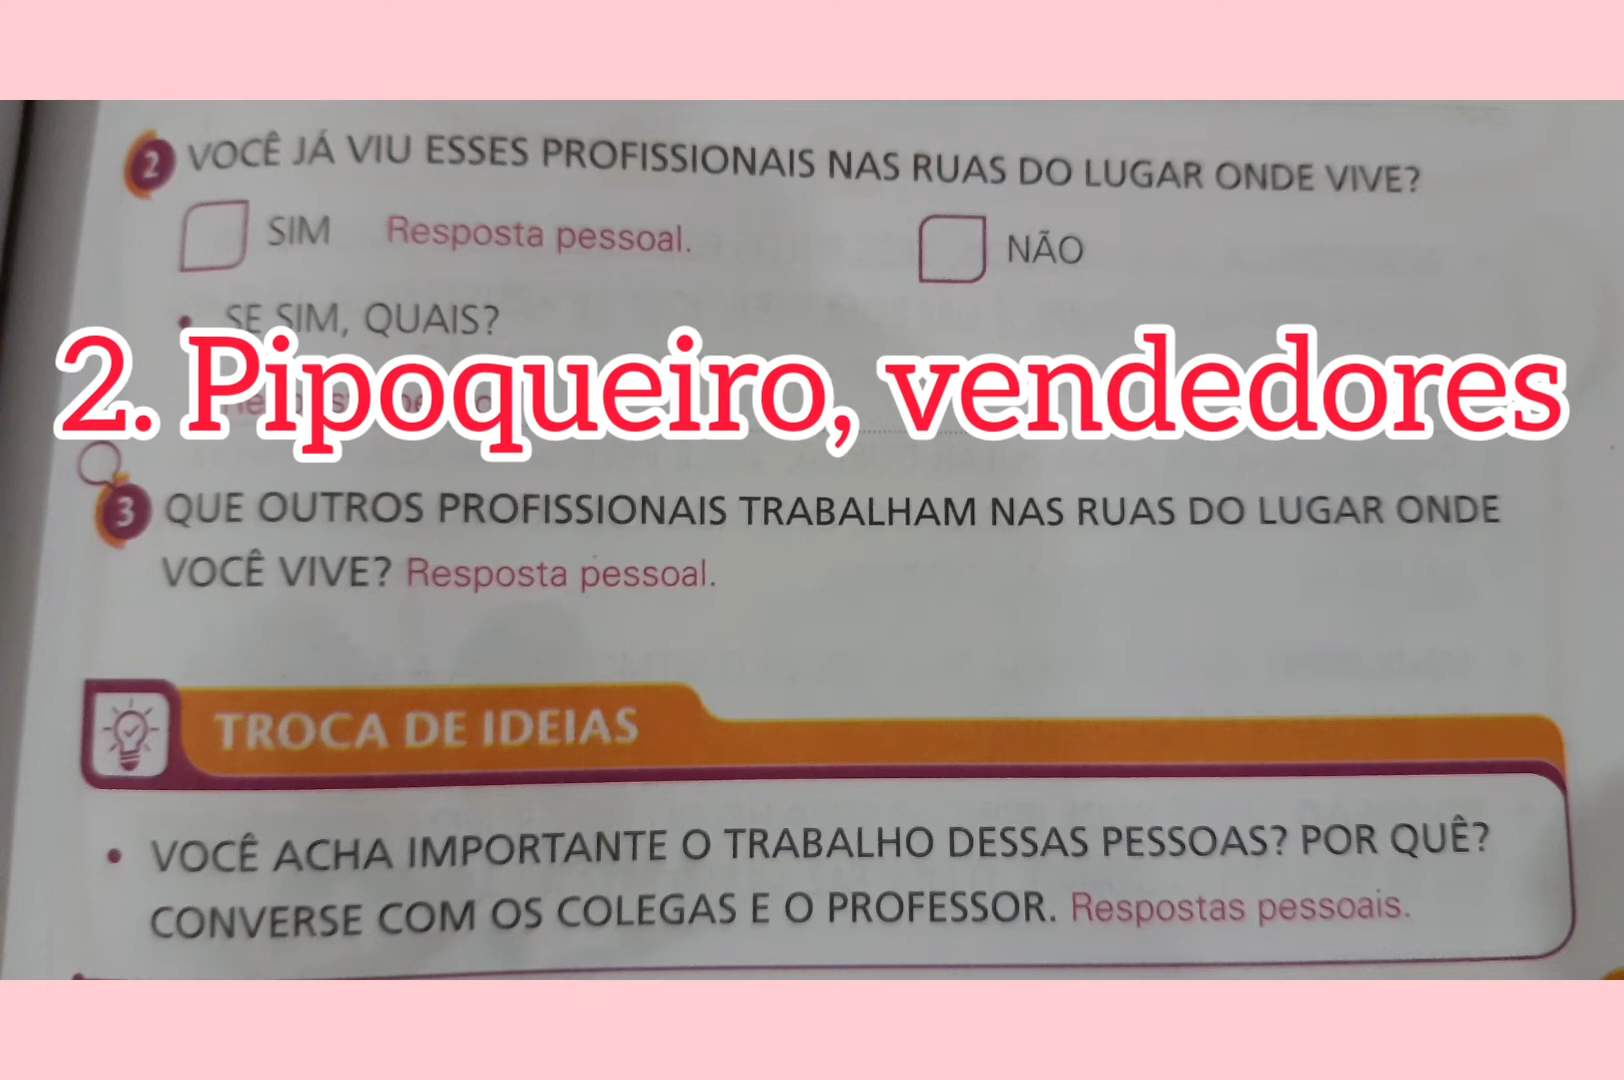 2 VOCÊ JÁ VIU ESSES PROFISSIONAIS NAS RUAS DO LUGAR ONDE VIVE?
SIM Resposta pessoal. NÃO
• SE SIM, QUAIS?
2. Pipoqueiro, vendedores
3 QUE OUTROS PROFISSIONAIS TRABALHAM NAS RUAS DO LUGAR ONDE
VOCÊ VIVE? Resposta pessoal.
TROCA DE IDEIAS
• VOCÊ ACHA IMPORTANTE O TRABALHO DESSAS PESSOAS? POR QUÊ?
CONVERSE COM OS COLEGAS E O PROFESSOR. Respostas pessoais.